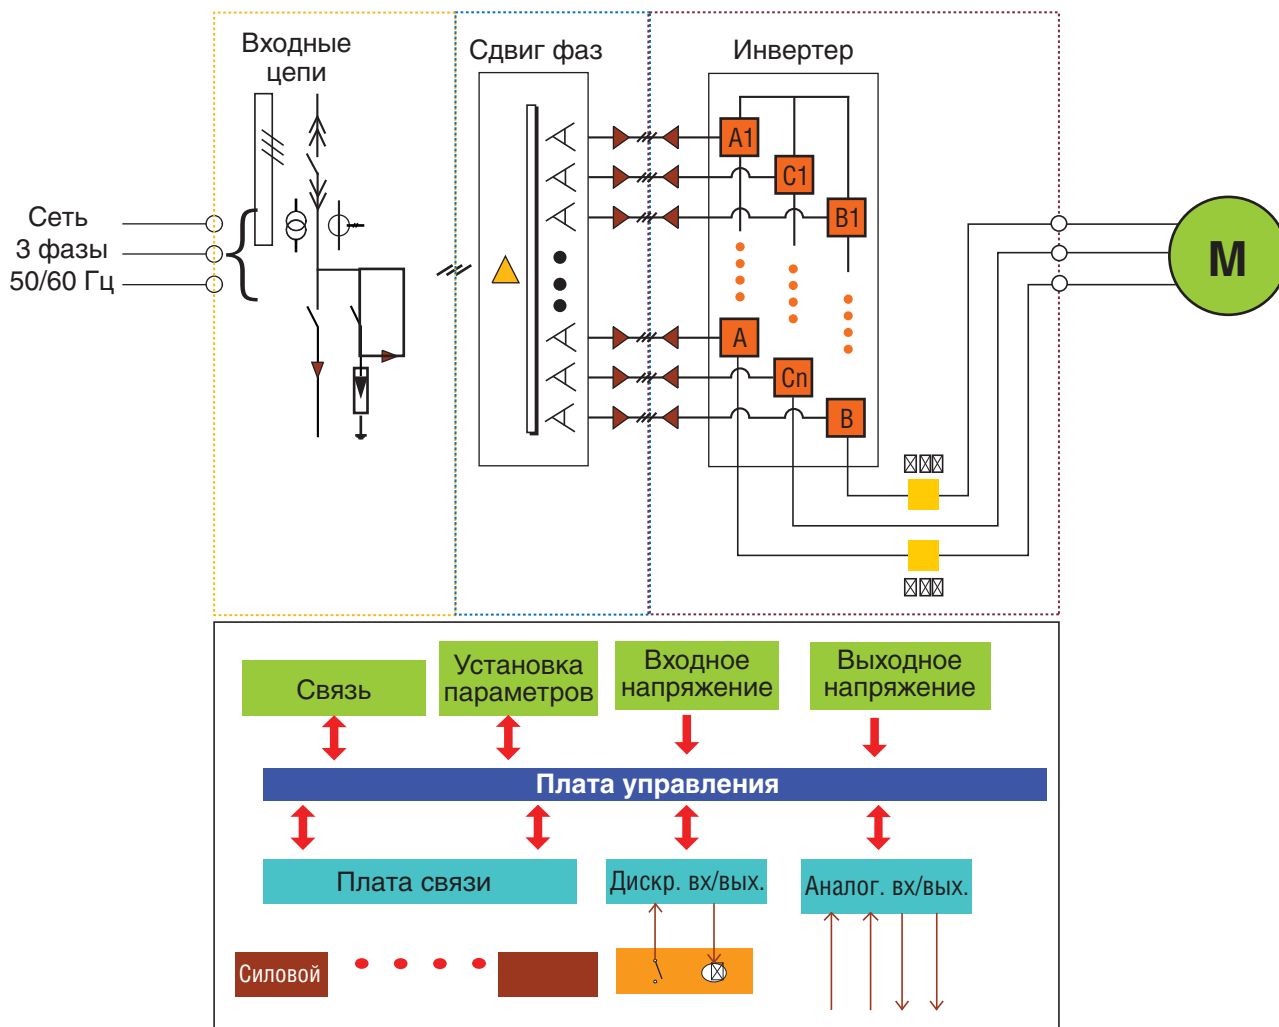 Входные
цепи
Сдвиг фаз
Инвертер
A1
C1
B1
Сеть
3 фазы
50/60 Гц
M
A
Cn
B
Связь
Установка
параметров
Входное
напряжение
Выходное
напряжение
Плата управления
Плата связи
Дискр. вх/вых.
Аналог. вх/вых.
Силовой